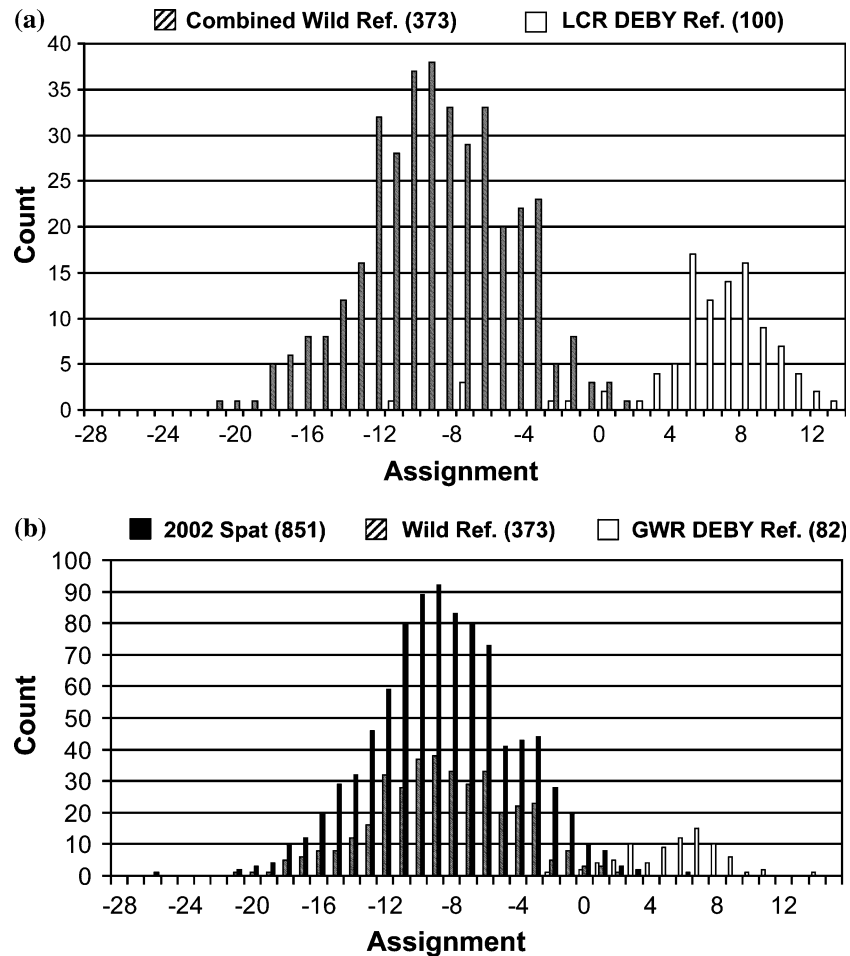 (a) Combined Wild Ref. (373) LCR DEBY Ref. (100)
40
35
30
25
20
15
10
5
0
Count
-28 -20 -16 -12 -8 -4 0 4 8 12
Assignment
(b) 2002 Spat (851) Wild Ref. (373) GWR DEBY Ref. (82)
100
90
80
70
60
50
40
30
20
10
0
Count
-28 -20 -16 -12 -8 -4 0 4 8 12
Assignment